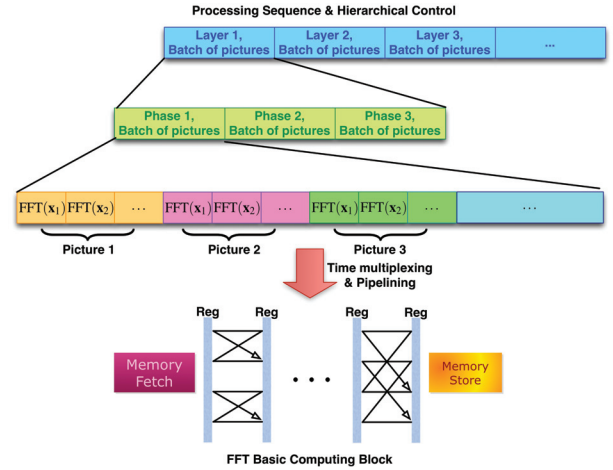 Processing Sequence & Hierarchical Control
Layer 1, Layer 2, Layer 3, ...
Batch of pictures Batch of pictures Batch of pictures
Phase 1, Phase 2, Phase 3,
Batch of pictures Batch of pictures Batch of pictures
FFT(x₁) FFT(x₂) ... FFT(x₁) FFT(x₂) ... FFT(x₁) FFT(x₂) ... ...
Picture 1 Picture 2 Picture 3
Time multiplexing
& Pipelining
Reg Reg Reg Reg
Memory
Fetch
...
Memory
Store
FFT Basic Computing Block